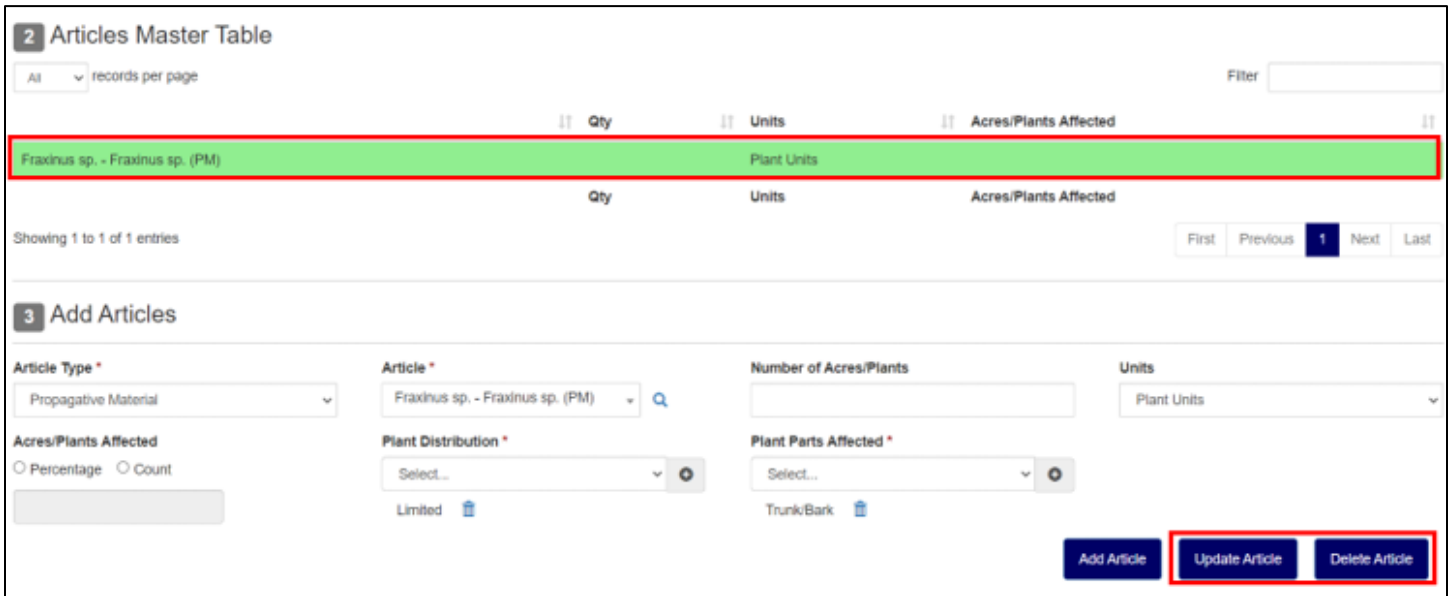 2 Articles Master Table
All records per page Filter
Qty Units Acres/Plants Affected
Fraxinus sp. - Fraxinus sp. (PM) Plant Units
Qty Units Acres/Plants Affected
Showing 1 to 1 of 1 entries First Previous 1 Next Last
3 Add Articles
Article Type * Article * Number of Acres/Plants Units
Propagative Material Fraxinus sp. - Fraxinus sp. (PM) Plant Units
Acres/Plants Affected Plant Distribution * Plant Parts Affected *
Percentage Count Select... Select...
Limited Trunk/Bark
Add Article Update Article Delete Article